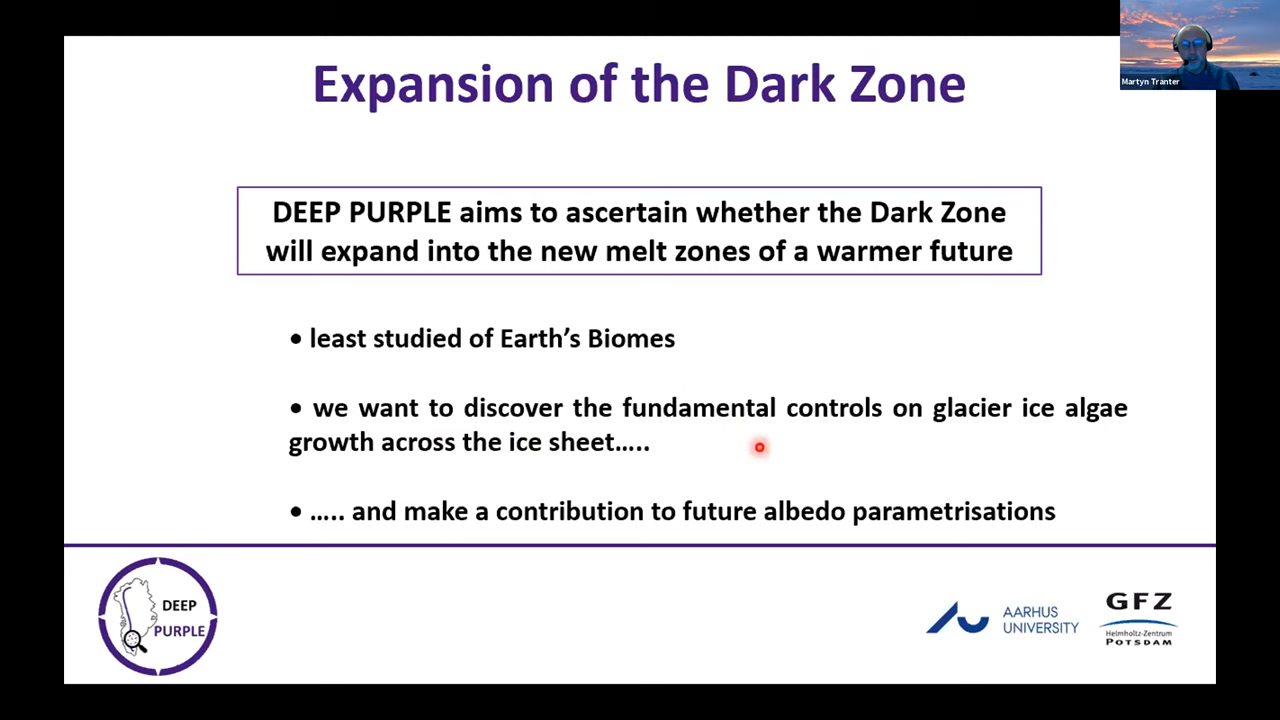 Expansion of the Dark Zone
Martyn Tranter
DEEP PURPLE aims to ascertain whether the Dark Zone
will expand into the new melt zones of a warmer future
• least studied of Earth’s Biomes
• we want to discover the fundamental controls on glacier ice algae
growth across the ice sheet…..
• ….. and make a contribution to future albedo parametrisations
DEEP
PURPLE
AARHUS
UNIVERSITY
GFZ
Helmholtz-Zentrum
POTSDAM